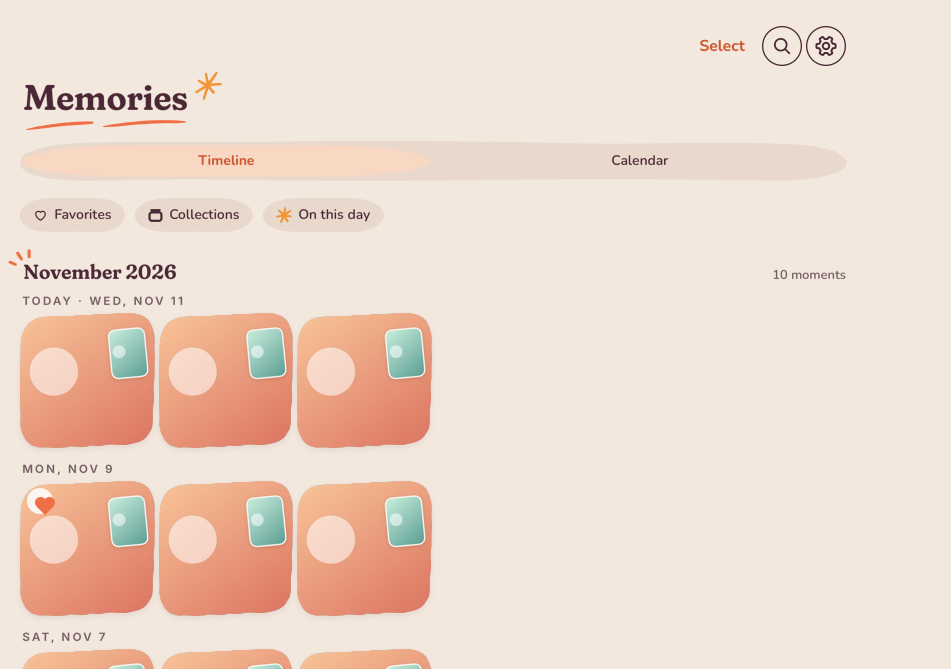 Select
Memories
Timeline
Calendar
Favorites
Collections
On this day
November 2026
10 moments
TODAY · WED, NOV 11
MON, NOV 9
SAT, NOV 7